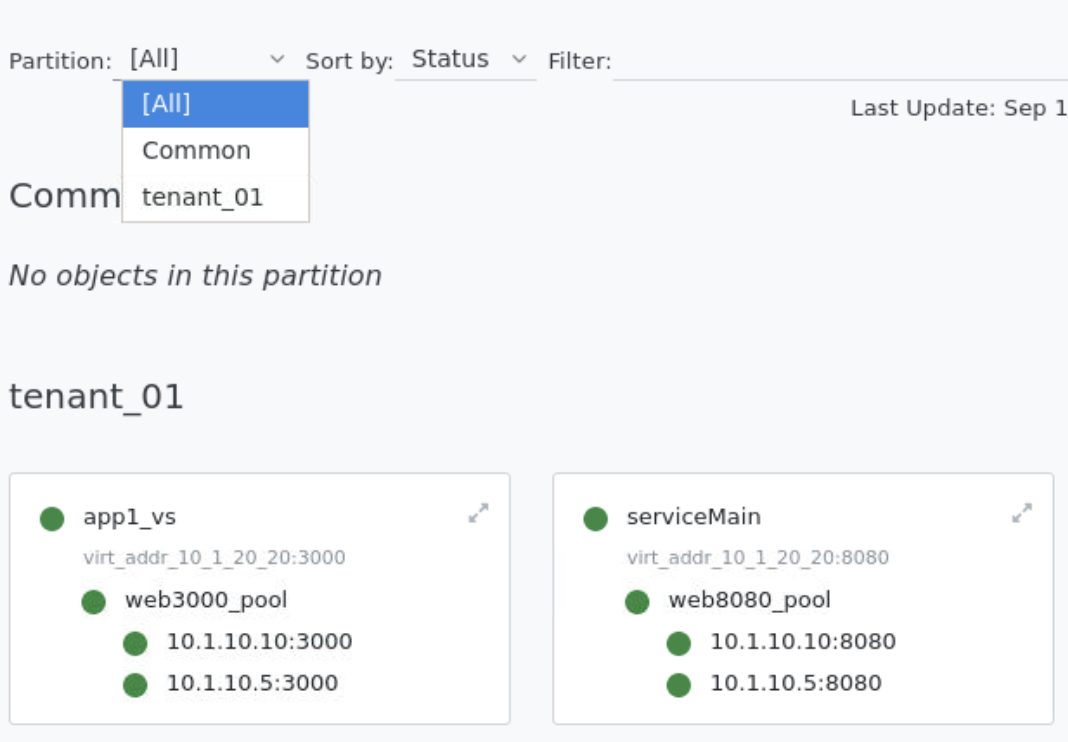 Partition: [All] Sort by: Status Filter:
[All]
Last Update: Sep 1
Common
Comm
tenant_01
No objects in this partition
tenant_01
app1_vs
virt_addr_10_1_20_20:3000
web3000_pool
10.1.10.10:3000
10.1.10.5:3000
serviceMain
virt_addr_10_1_20_20:8080
web8080_pool
10.1.10.10:8080
10.1.10.5:8080